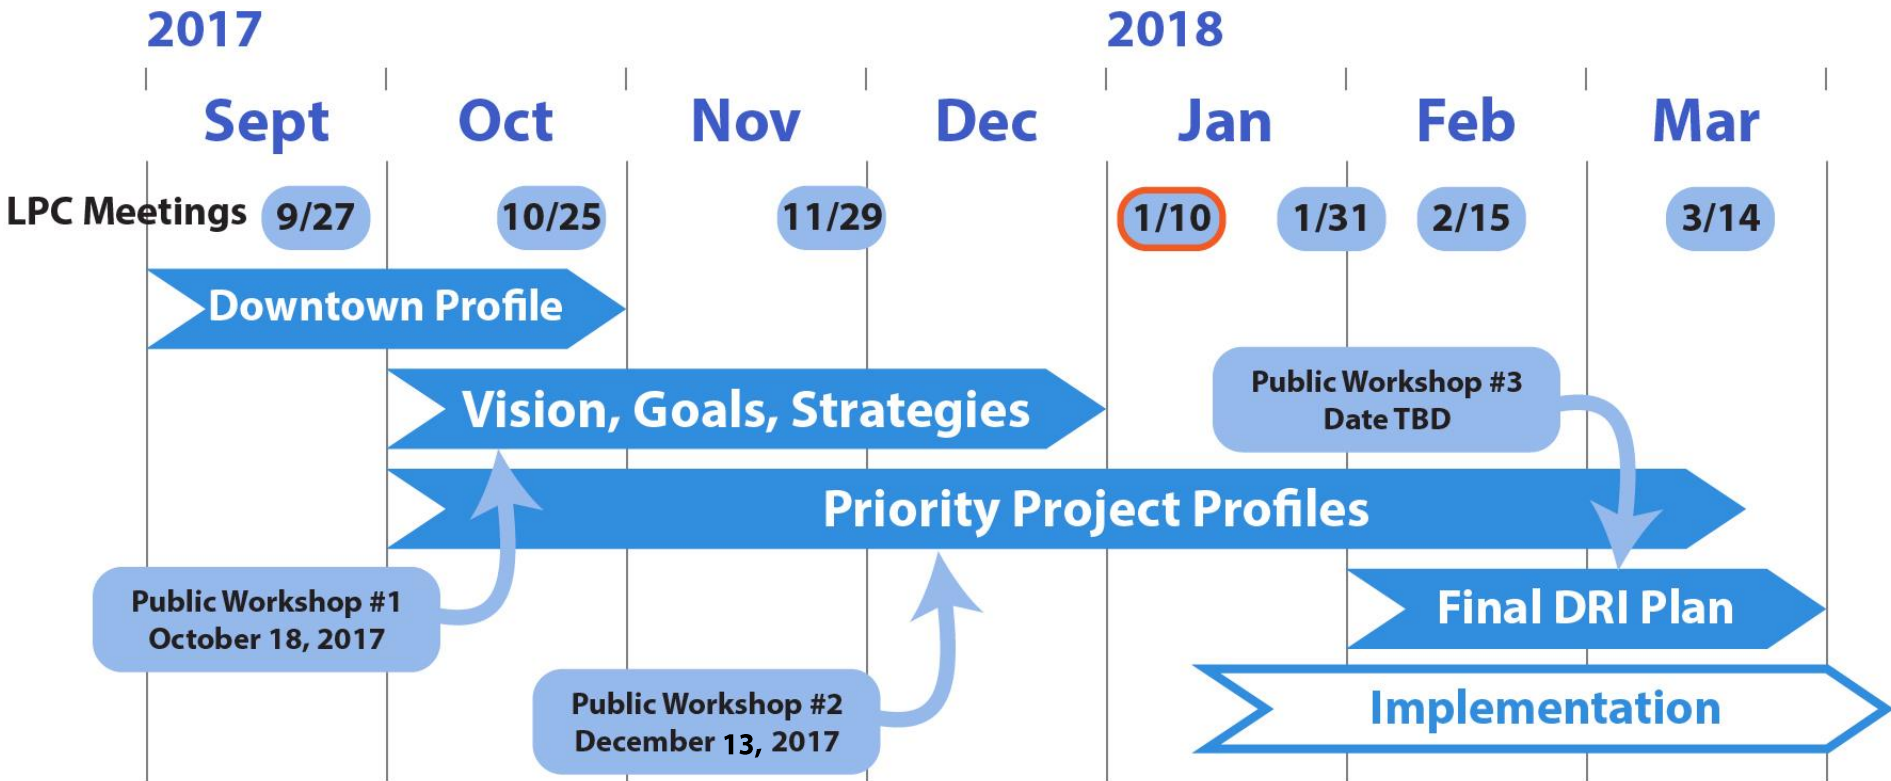 2017 2018
Sept Oct Nov Dec Jan Feb Mar
LPC Meetings 9/27 10/25 11/29 1/10 1/31 2/15 3/14
Downtown Profile
Vision, Goals, Strategies
Public Workshop #3
Date TBD
Priority Project Profiles
Public Workshop #1
October 18, 2017
Final DRI Plan
Public Workshop #2
December 13, 2017
Implementation